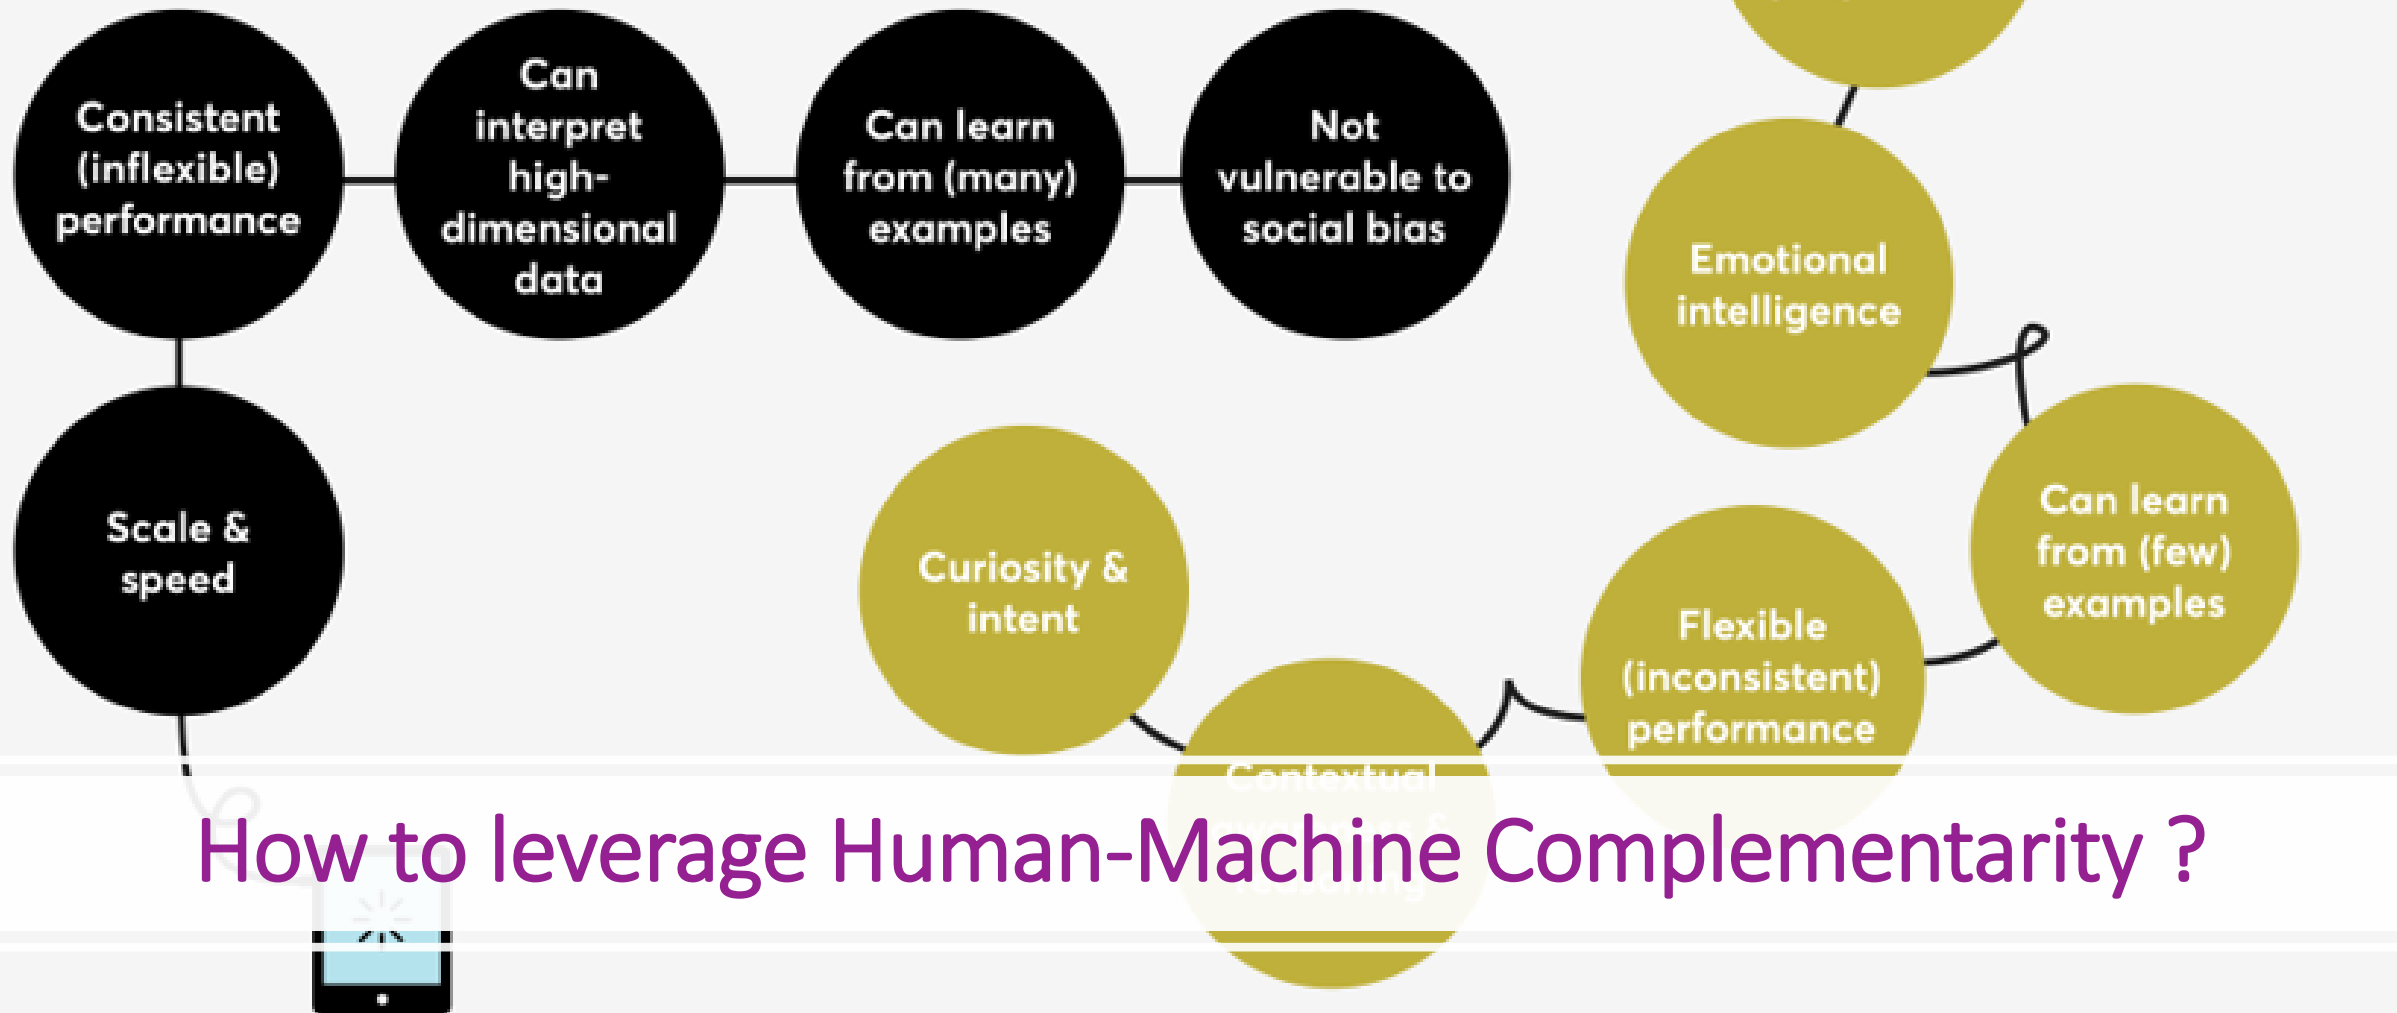 Consistent
(inflexible)
performance
Can
interpret
high-
dimensional
data
Can learn
from (many)
examples
Not
vulnerable to
social bias
Scale &
speed
Emotional
intelligence
Can learn
from (few)
examples
Flexible
(inconsistent)
performance
Curiosity &
intent
Contextual
reasoning
How to leverage Human-Machine Complementarity ?